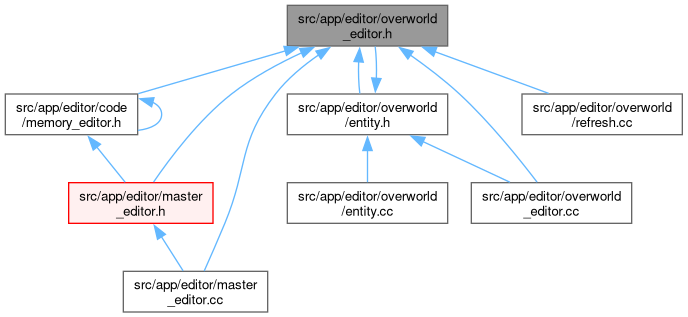 src/app/editor/overworld
_editor.h
src/app/editor/code
/memory_editor.h
src/app/editor/overworld
/entity.h
src/app/editor/overworld
/refresh.cc
src/app/editor/master
_editor.h
src/app/editor/overworld
/entity.cc
src/app/editor/overworld
_editor.cc
src/app/editor/master
_editor.cc